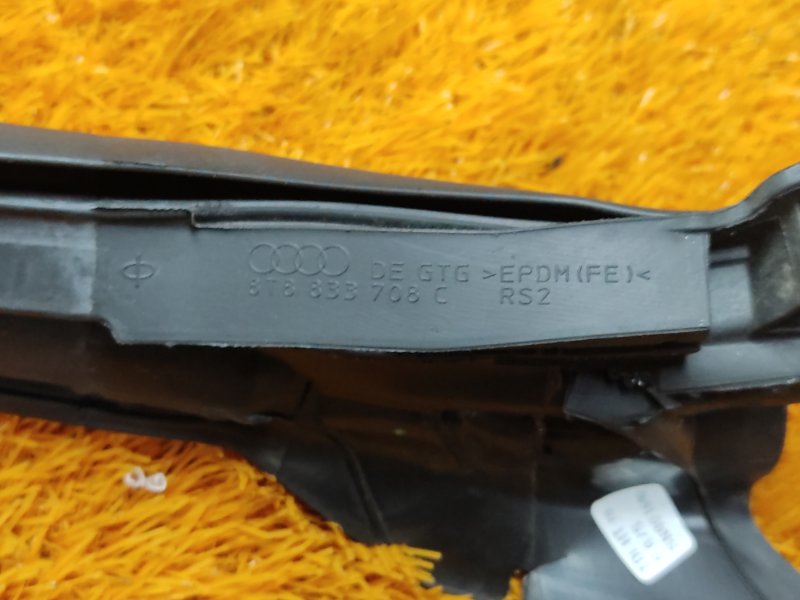 DE GTG >EPDM(FE)<
8T8 833 708 C RS2